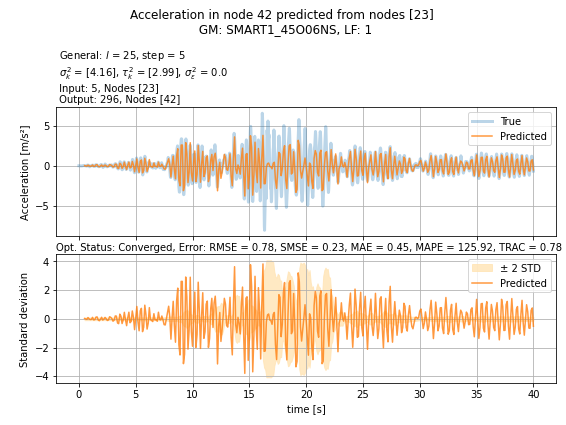 Acceleration in node 42 predicted from nodes [23]
GM: SMART1_45O06NS, LF: 1
General: l = 25, step = 5
σ²ₖ = [4.16], τ²ₖ = [2.99], σ²ₑ = 0.0
Input: 5, Nodes [23]
Output: 296, Nodes [42]
Acceleration [m/s²]
5
0
−5
True
Predicted
Opt. Status: Converged, Error: RMSE = 0.78, SMSE = 0.23, MAE = 0.45, MAPE = 125.92, TRAC = 0.78
Standard deviation
4
2
0
−2
−4
± 2 STD
Predicted
0 5 10 15 20 25 30 35 40
time [s]